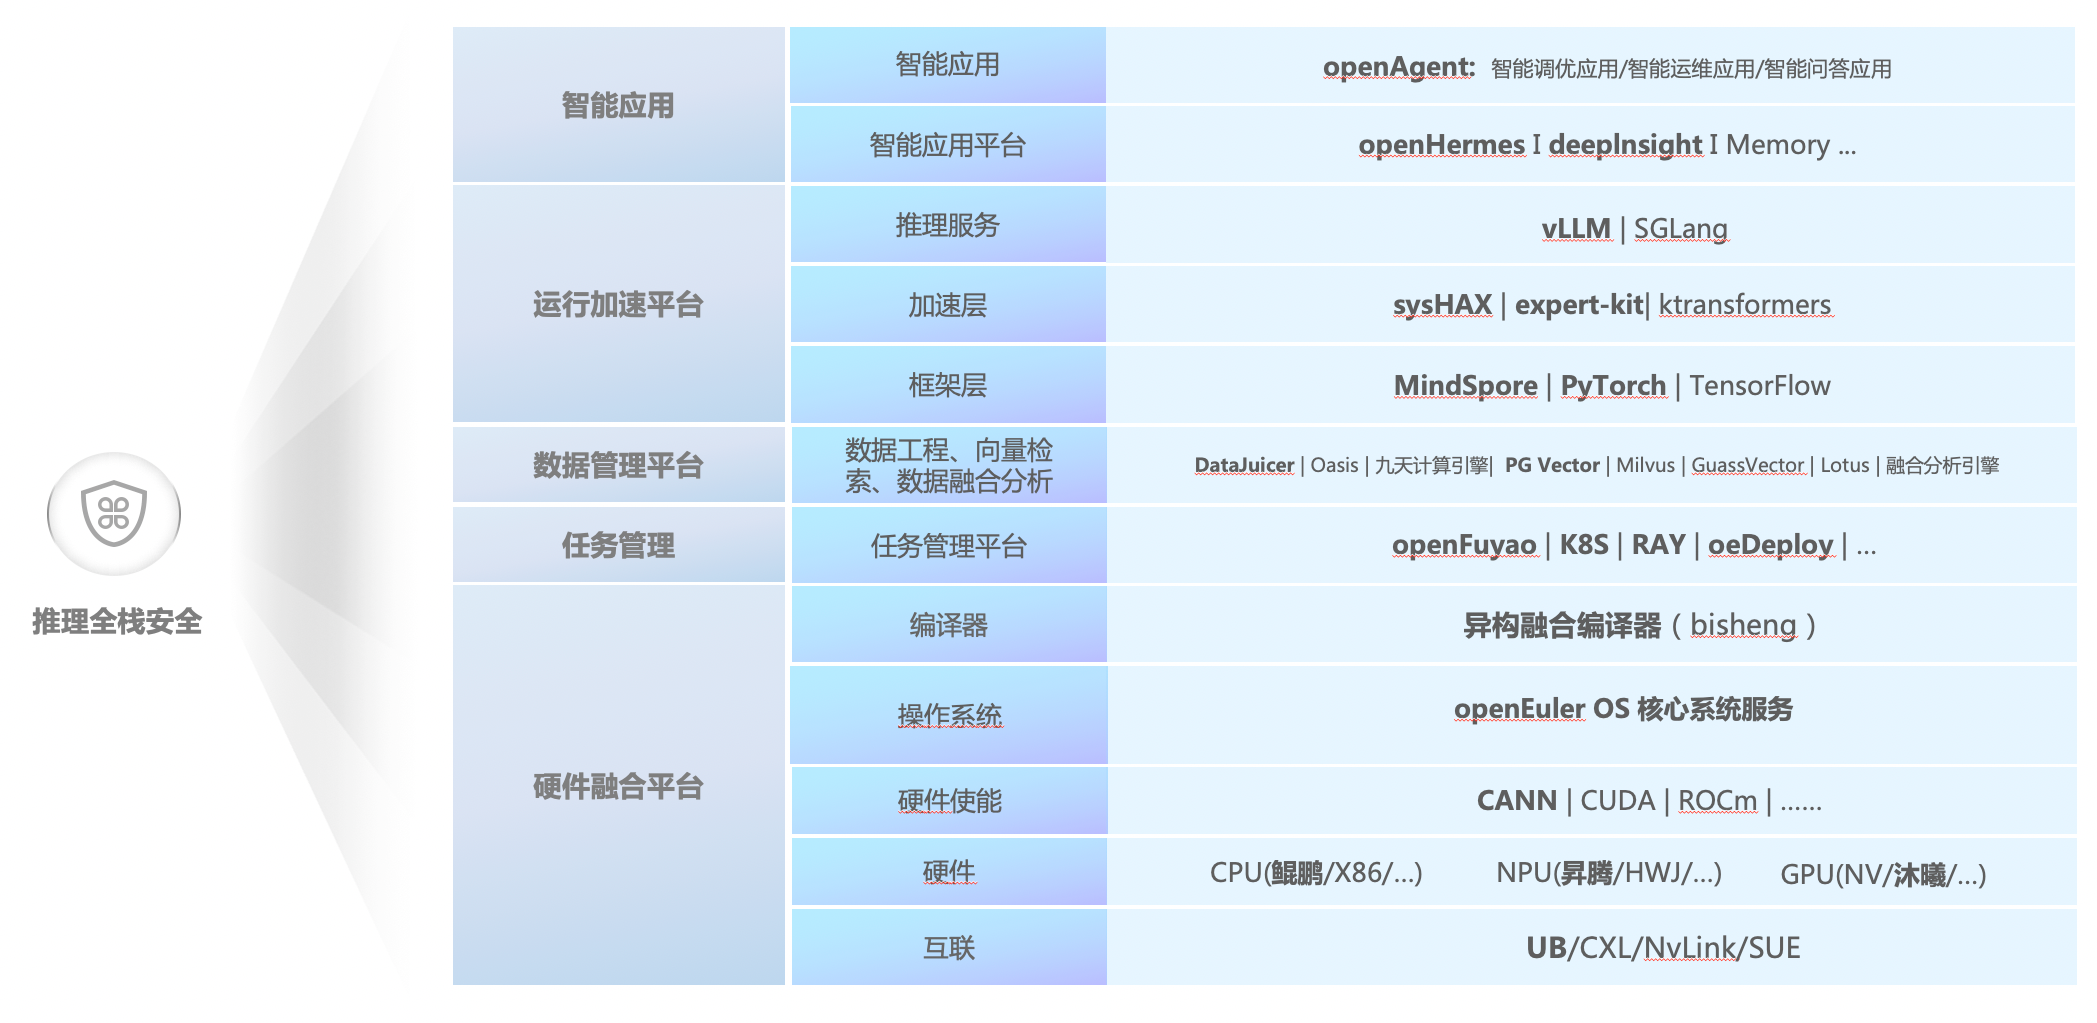 智能应用
智能应用
openAgent: 智能调优应用/智能运维应用/智能问答应用
智能应用平台
openHermes I deepInsight I Memory ...
运行加速平台
推理服务
vLLM | SGLang
加速层
sysHAX | expert-kit| ktransformers
框架层
MindSpore | PyTorch | TensorFlow
数据管理平台
数据工程、向量检
索、数据融合分析
DataJuicer | Oasis | 九天计算引擎| PG Vector | Milvus | GuassVector | Lotus | 融合分析引擎
任务管理
任务管理平台
openFuyao | K8S | RAY | oeDeploy | ...
推理全栈安全
硬件融合平台
编译器
异构融合编译器（bisheng）
操作系统
openEuler OS 核心系统服务
硬件使能
CANN | CUDA | ROCm | ……
硬件
CPU(鲲鹏/X86/...) NPU(昇腾/HWJ/...) GPU(NV/沐曦/...)
互联
UB/CXL/NvLink/SUE